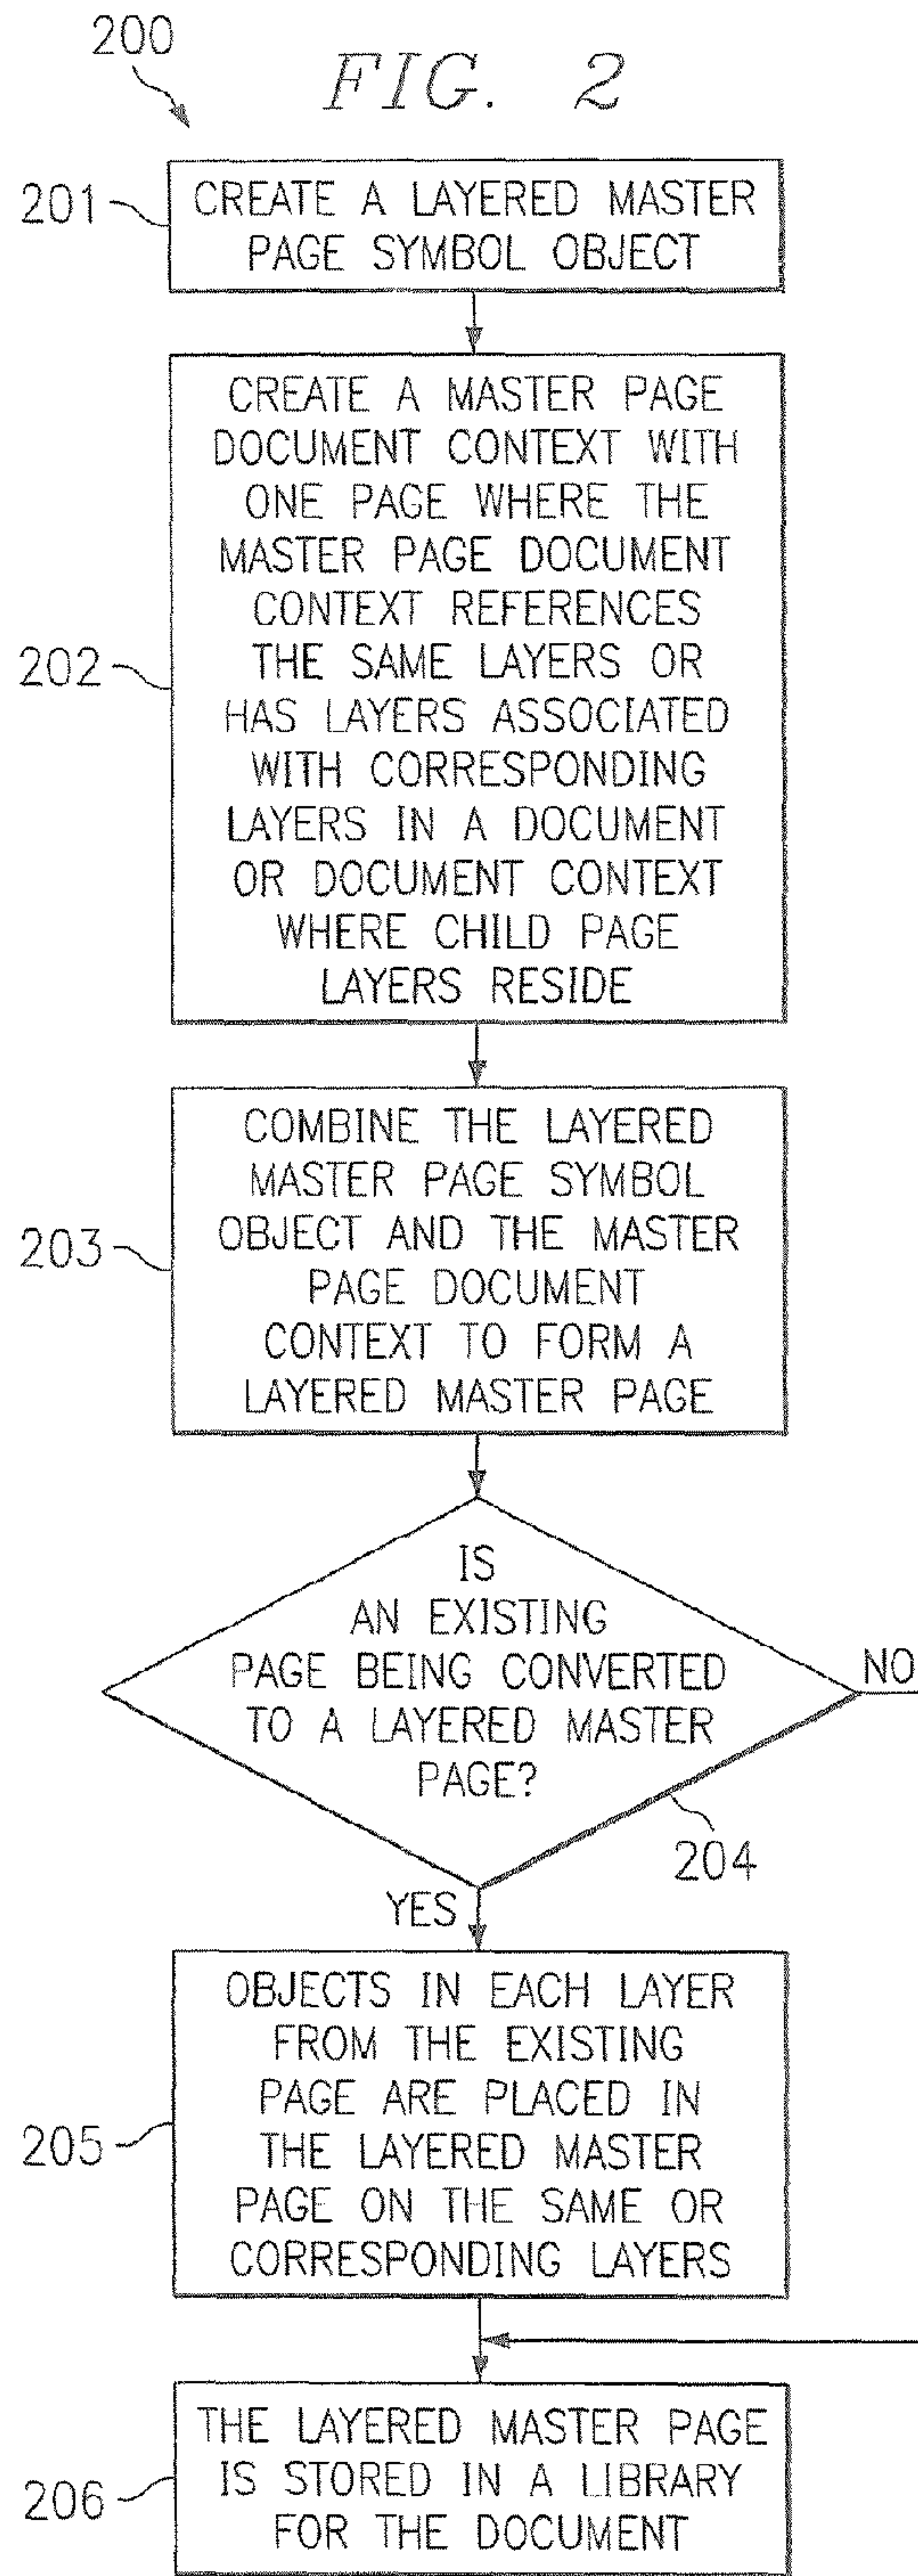 200
FIG. 2
201
CREATE A LAYERED MASTER
PAGE SYMBOL OBJECT
202
CREATE A MASTER PAGE
DOCUMENT CONTEXT WITH
ONE PAGE WHERE THE
MASTER PAGE DOCUMENT
CONTEXT REFERENCES
THE SAME LAYERS OR
HAS LAYERS ASSOCIATED
WITH CORRESPONDING
LAYERS IN A DOCUMENT
OR DOCUMENT CONTEXT
WHERE CHILD PAGE
LAYERS RESIDE
203
COMBINE THE LAYERED
MASTER PAGE SYMBOL
OBJECT AND THE MASTER
PAGE DOCUMENT
CONTEXT TO FORM A
LAYERED MASTER PAGE
IS
AN EXISTING
PAGE BEING CONVERTED
TO A LAYERED MASTER
PAGE?
NO
204
YES
205
OBJECTS IN EACH LAYER
FROM THE EXISTING
PAGE ARE PLACED IN
THE LAYERED MASTER
PAGE ON THE SAME OR
CORRESPONDING LAYERS
206
THE LAYERED MASTER PAGE
IS STORED IN A LIBRARY
FOR THE DOCUMENT